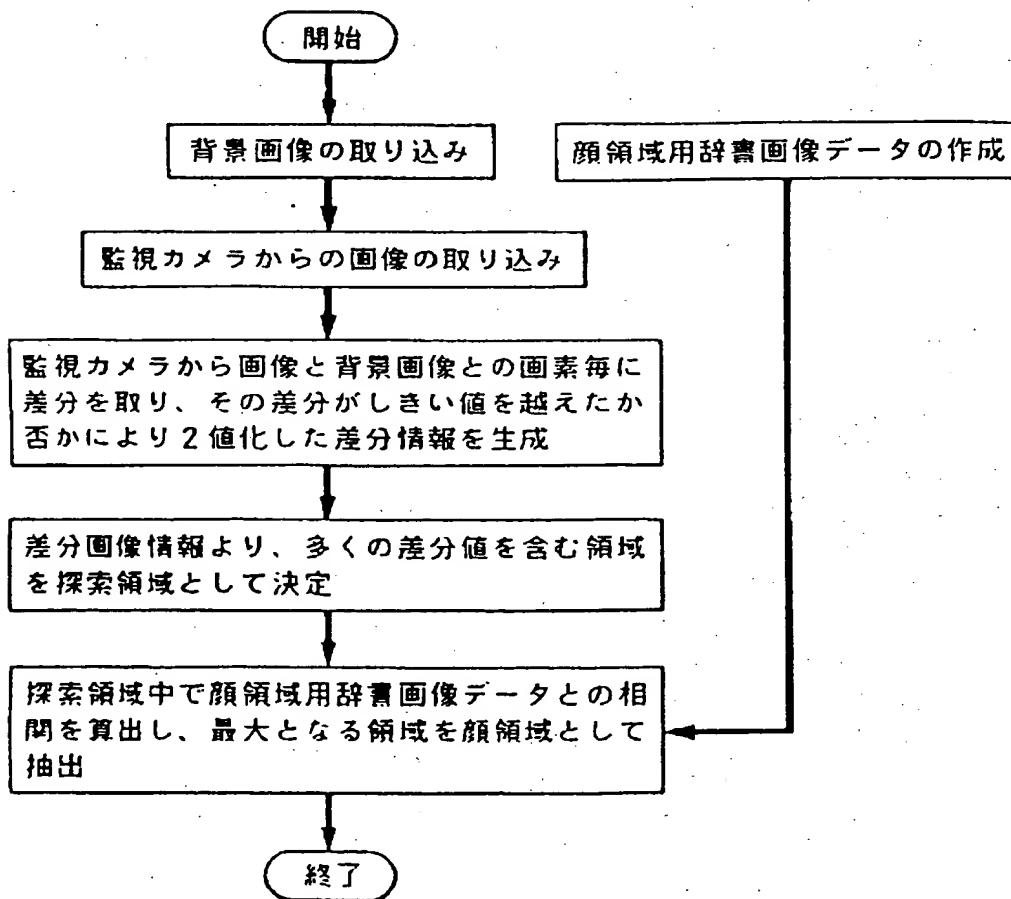 開始
背景画像の取り込み
顔領域用辞書画像データの作成
監視カメラからの画像の取り込み
監視カメラから画像と背景画像との画素毎に
差分を取り、その差分がしきい値を越えたか
否かにより2値化した差分情報を生成
差分画像情報より、多くの差分値を含む領域
を探索領域として決定
探索領域中で顔領域用辞書画像データとの相
関を算出し、最大となる領域を顔領域として
抽出
終了